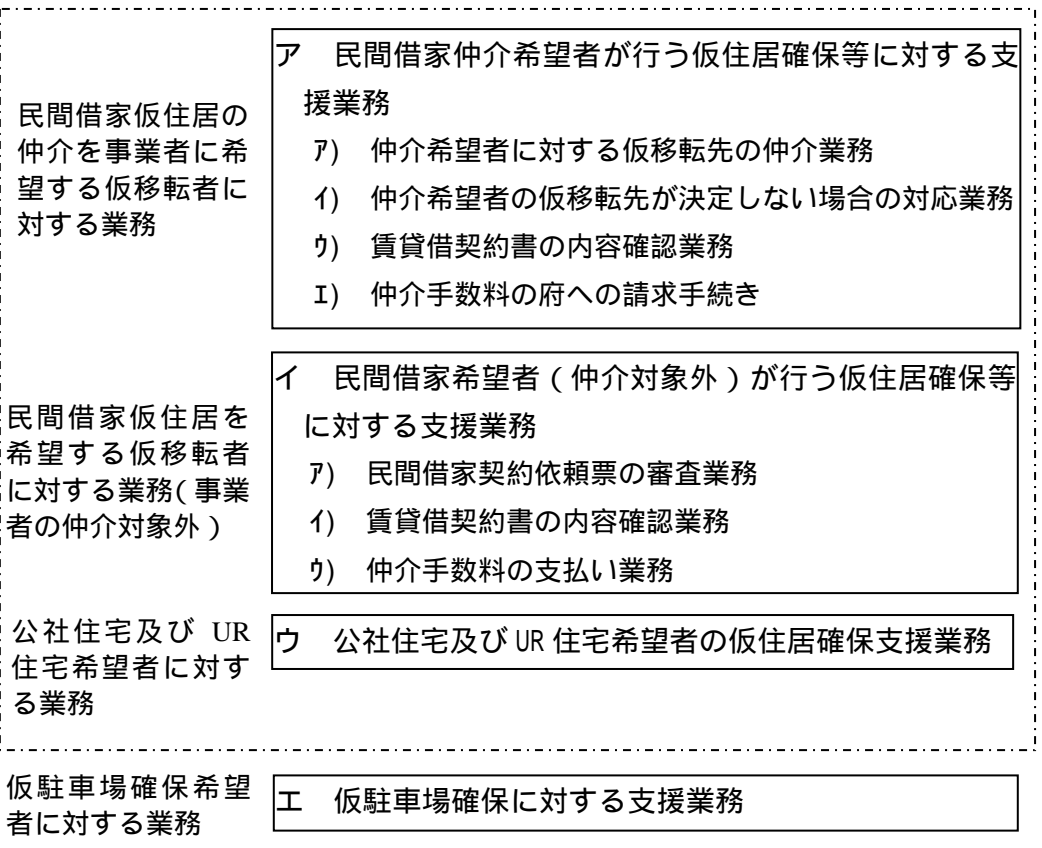 民間借家仮住居の
仲介を事業者に希
望する仮移転者に
対する業務
ア　民間借家仲介希望者が行う仮住居確保等に対する支
援業務
ｱ)　仲介希望者に対する仮移転先の仲介業務
ｲ)　仲介希望者の仮移転先が決定しない場合の対応業務
ｳ)　賃貸借契約書の内容確認業務
ｴ)　仲介手数料の府への請求手続き
民間借家仮住居を
希望する仮移転者
に対する業務(事業
者の仲介対象外)
イ　民間借家希望者(仲介対象外)が行う仮住居確保等
に対する支援業務
ｱ)　民間借家契約依頼票の審査業務
ｲ)　賃貸借契約書の内容確認業務
ｳ)　仲介手数料の支払い業務
公社住宅及び UR
住宅希望者に対す
る業務
ウ　公社住宅及び UR 住宅希望者の仮住居確保支援業務
仮駐車場確保希望
者に対する業務
エ　仮駐車場確保に対する支援業務